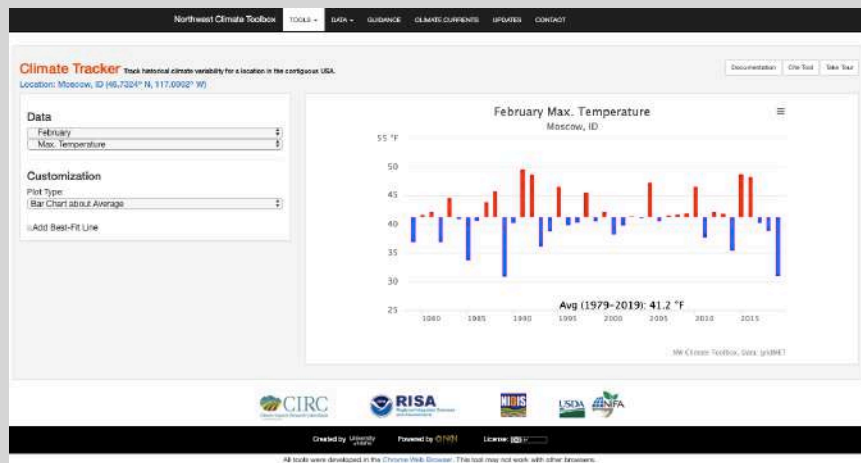 Northwest Climate Toolbox TOOLS DATA GUIDANCE CLIMATE CURRENTS UPDATES CONTACT
Climate Tracker Track historical climate variability for a location in the contiguous USA.
Documentation Cite Tool Take Tour
Location: Moscow, ID (46.7324° N, 117.0002° W)
Data
February
Max. Temperature
Customization
Plot Type:
Bar Chart about Average
Add Best-Fit Line
February Max. Temperature
Moscow, ID
55 °F
50
45
40
35
30
25
Avg (1979-2019): 41.2 °F
1980 1985 1990 1995 2000 2005 2010 2015
NW Climate Toolbox, Data: gridMET
CIRC
RISA
NIDIS
USDA NIFA
Created by University of Idaho Powered by License:
All tools were developed in the Chrome Web Browser. This tool may not work with other browsers.